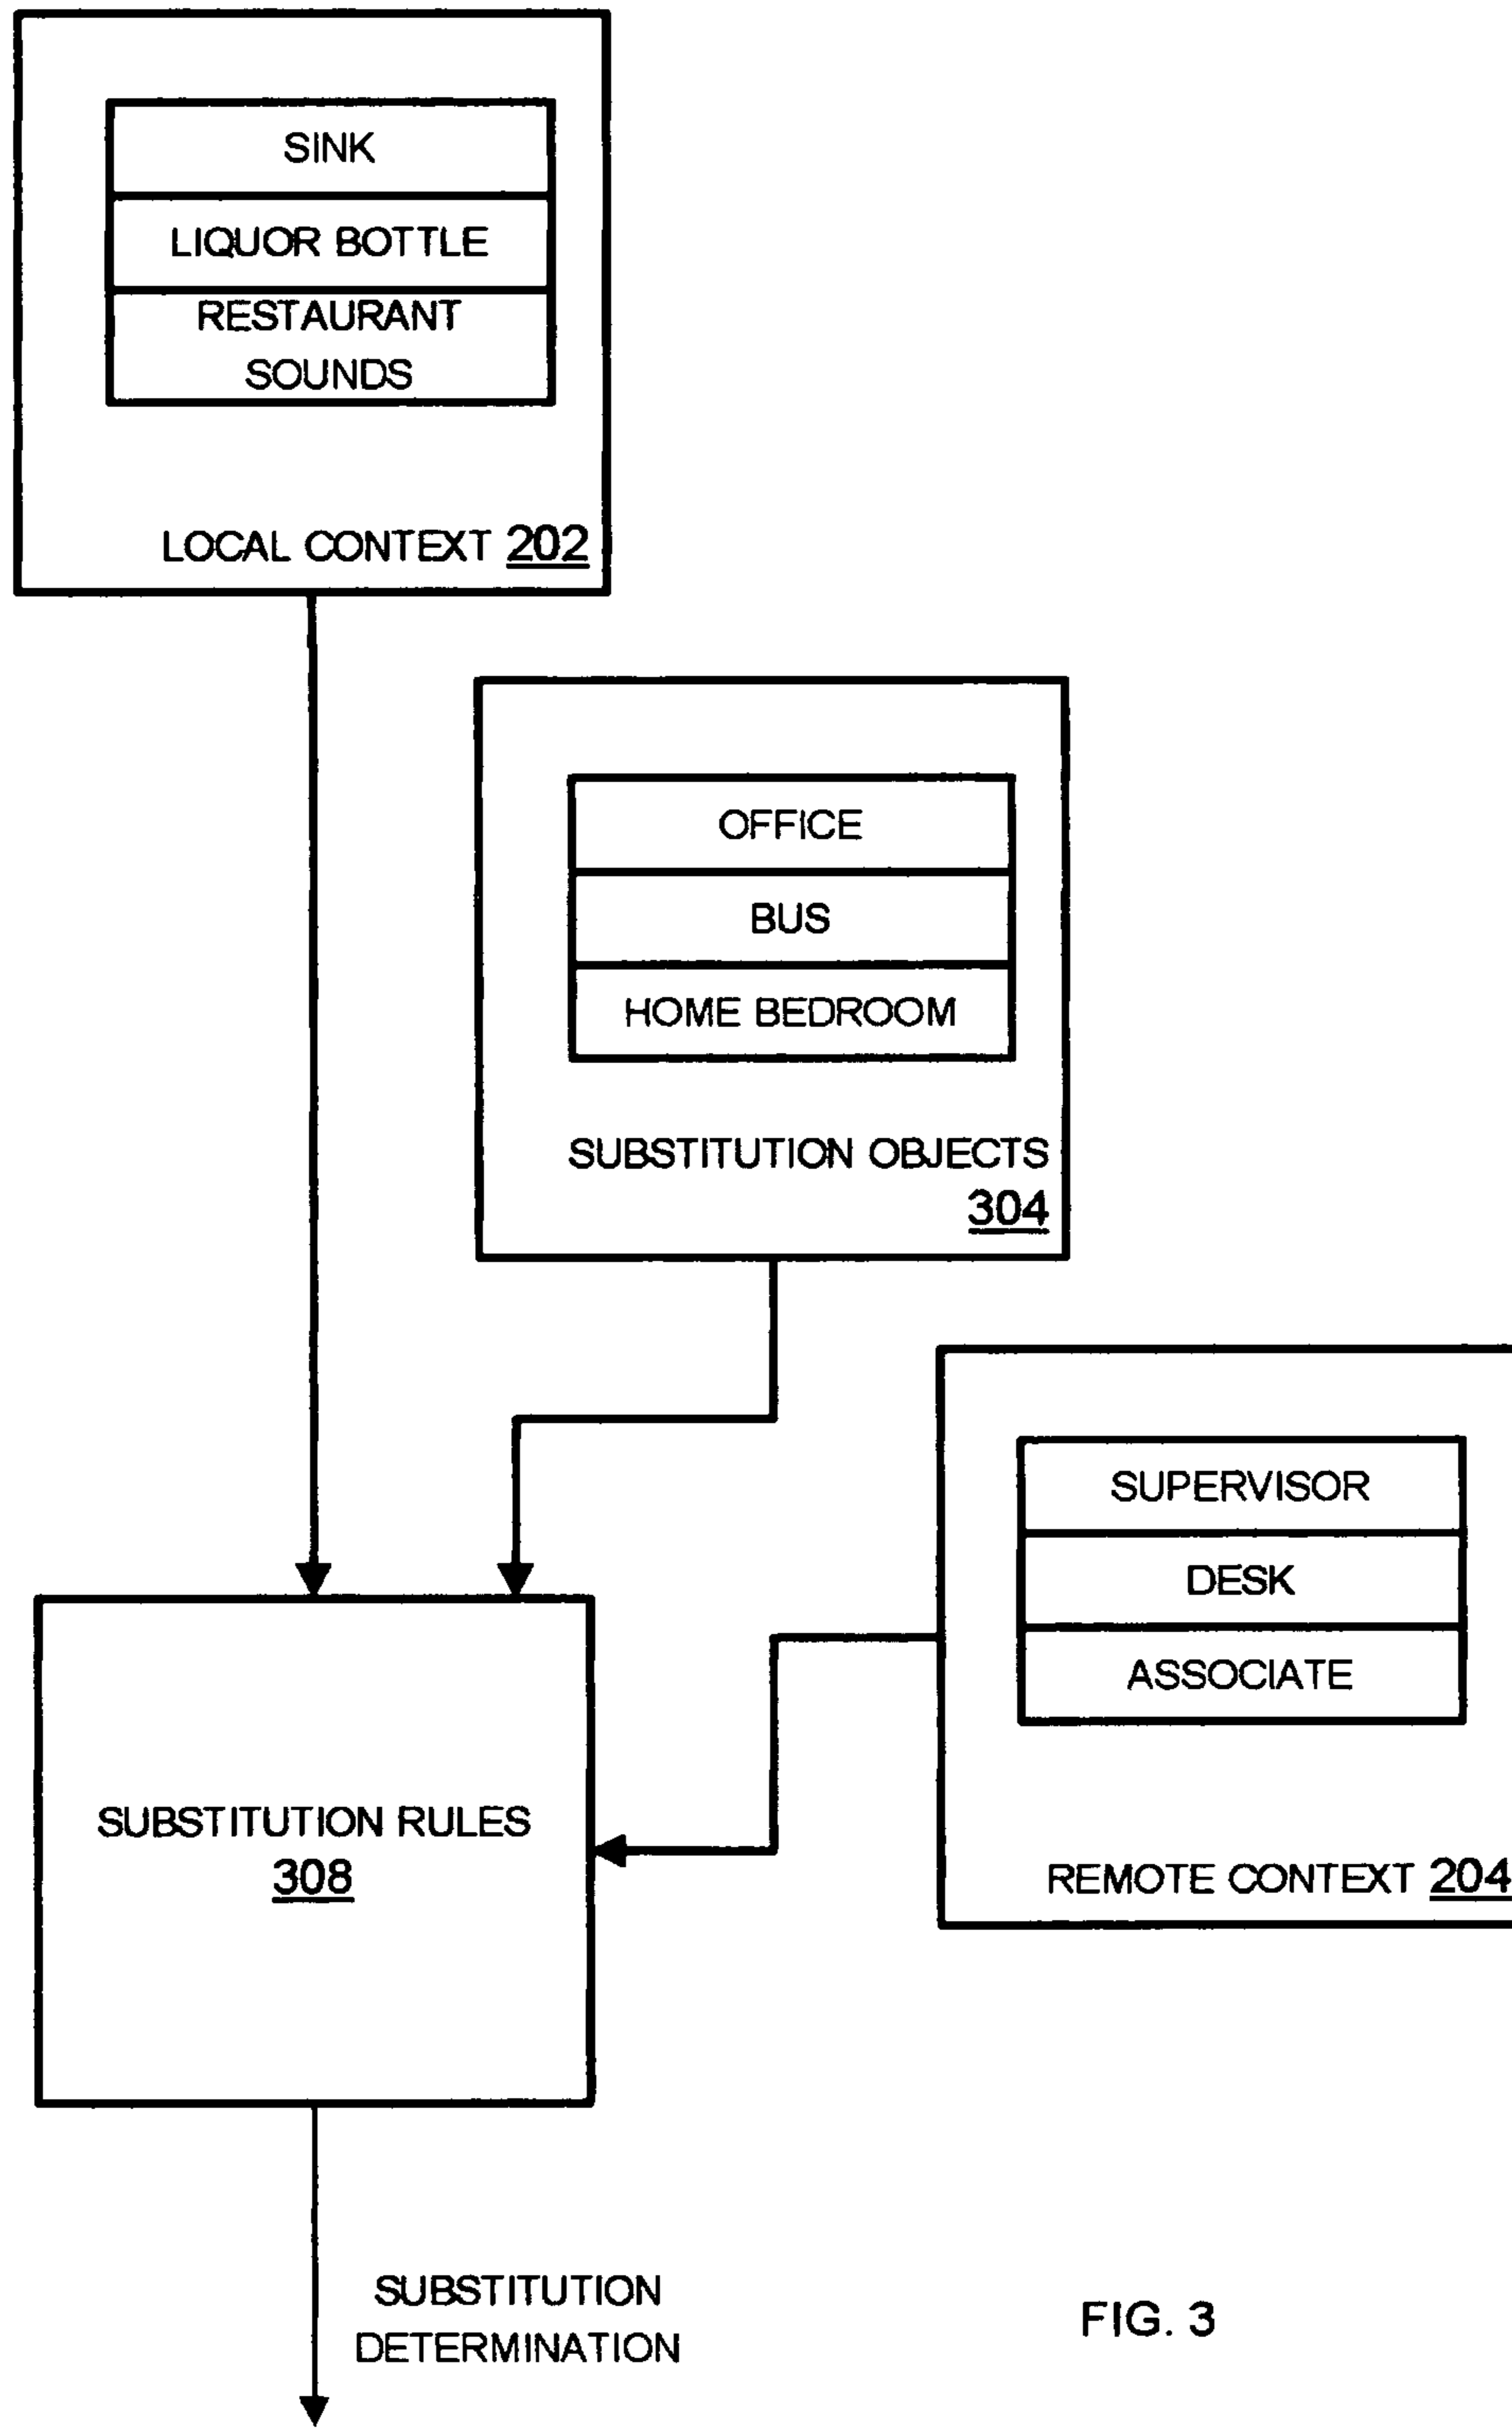 SINK
LIQUOR BOTTLE
RESTAURANT
SOUNDS
LOCAL CONTEXT 202
OFFICE
BUS
HOME BEDROOM
SUBSTITUTION OBJECTS
304
SUPERVISOR
DESK
ASSOCIATE
REMOTE CONTEXT 204
SUBSTITUTION RULES
308
SUBSTITUTION
DETERMINATION
FIG. 3